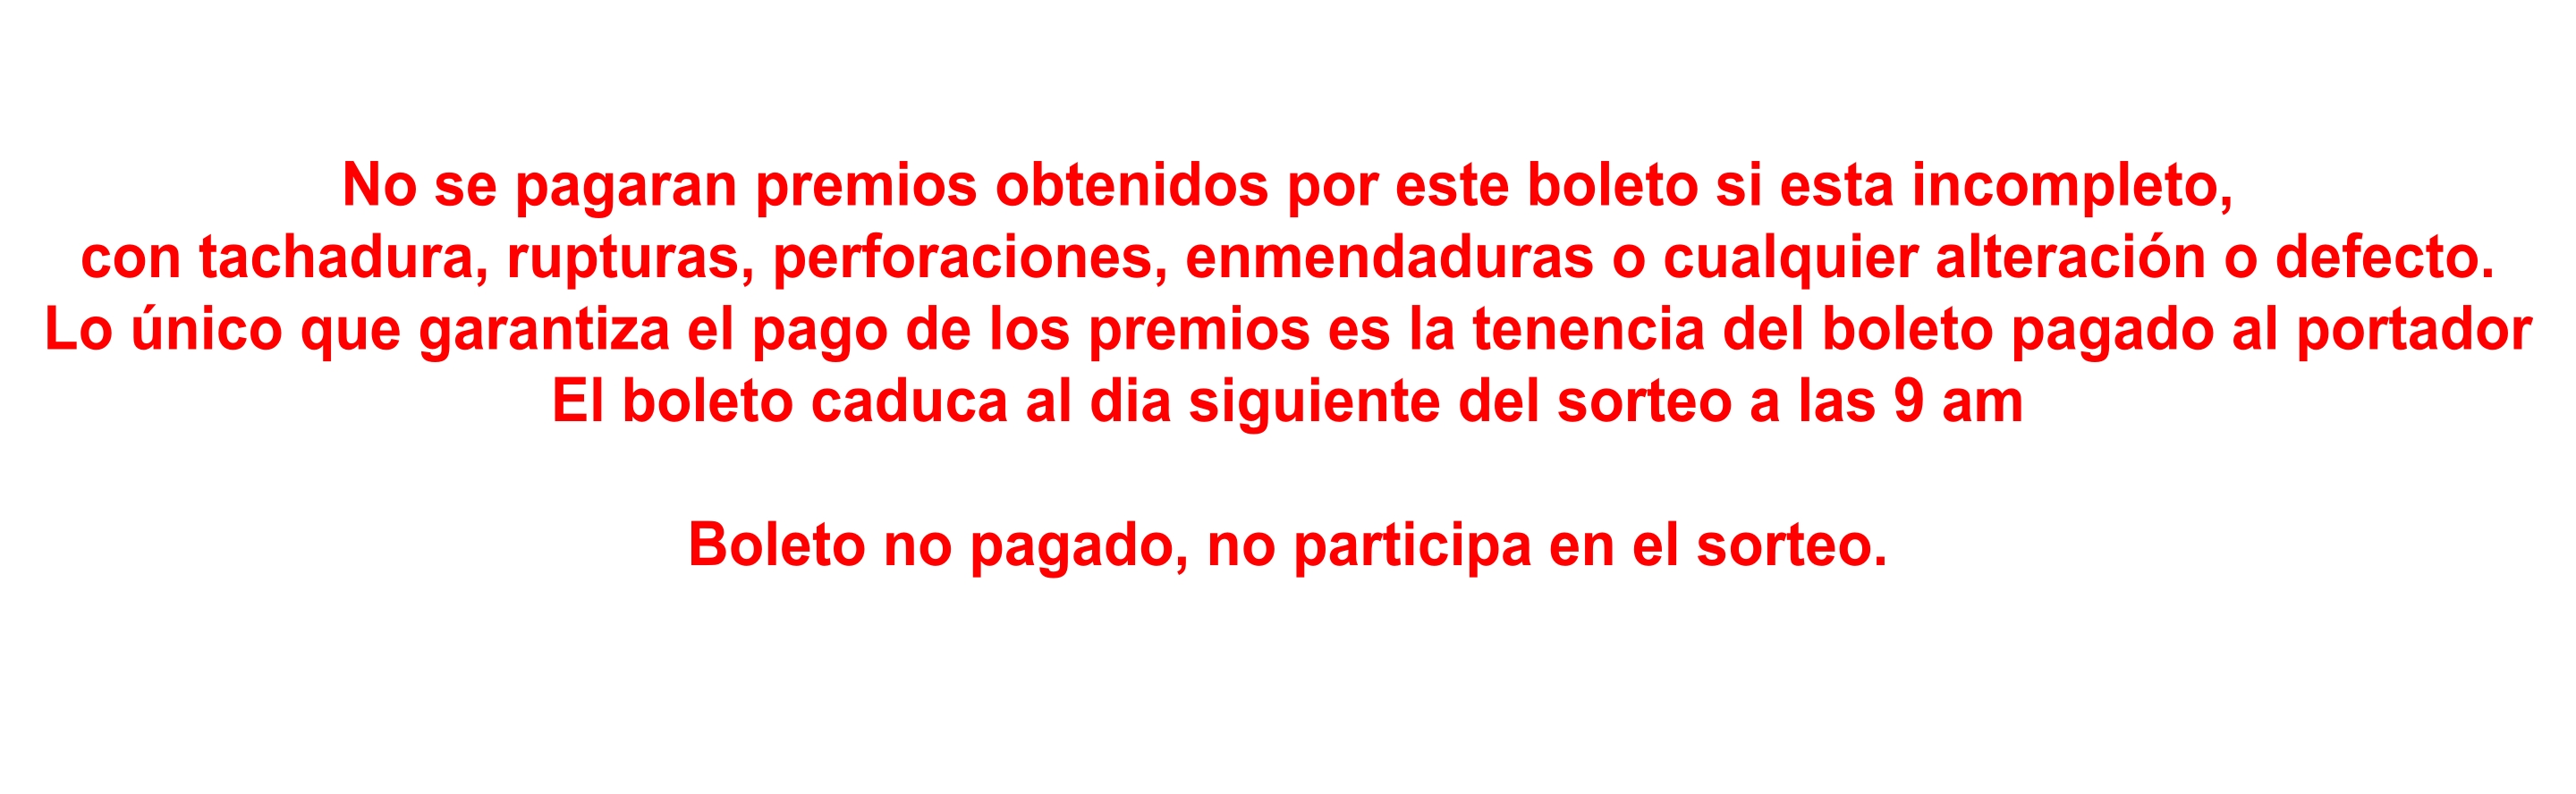 No se pagaran premios obtenidos por este boleto si esta incompleto,
con tachadura, rupturas, perforaciones, enmendaduras o cualquier alteración o defecto.
Lo único que garantiza el pago de los premios es la tenencia del boleto pagado al portador
El boleto caduca al dia siguiente del sorteo a las 9 am
Boleto no pagado, no participa en el sorteo.